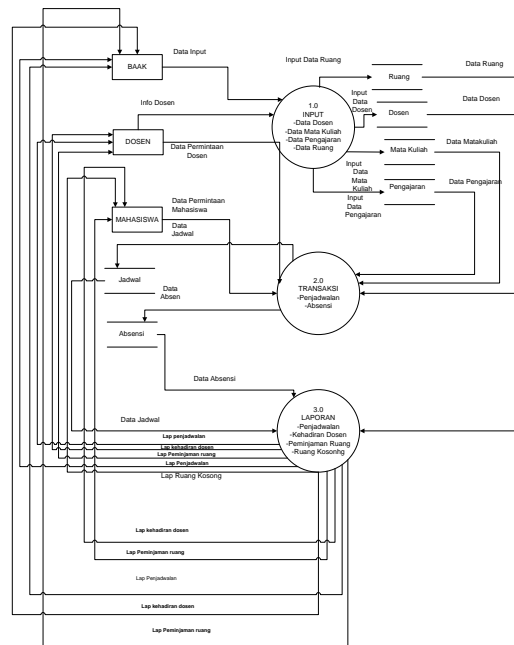 Data Input
Input Data Ruang
Data Ruang
BAAK
Ruang
Input
Data
Dosen
Data Dosen
Info Dosen
1.0
INPUT
-Data Dosen
-Data Mata Kuliah
-Data Pengajaran
-Data Ruang
Dosen
DOSEN
Data Permintaan
Dosen
Data Matakuliah
Mata Kuliah
Input
Data
Mata
Kuliah
Data Pengajaran
Pengajaran
Input
Data
Pengajaran
Data Permintaan
Mahasiswa
MAHASISWA
Data
Jadwal
Jadwal
Data
Absen
2.0
TRANSAKSI
-Penjadwalan
-Absensi
Absensi
Data Absensi
3.0
LAPORAN
-Penjadwalan
-Kehadiran Dosen
-Peminjaman Ruang
-Ruang Kosonhg
Data Jadwal
Lap penjadwalan
Lap kehadiran dosen
Lap Peminjaman ruang
Lap Penjadwalan
Lap Ruang Kosong
Lap kehadiran dosen
Lap Peminjaman ruang
Lap Penjadwalan
Lap kehadiran dosen
Lap Peminjaman ruang